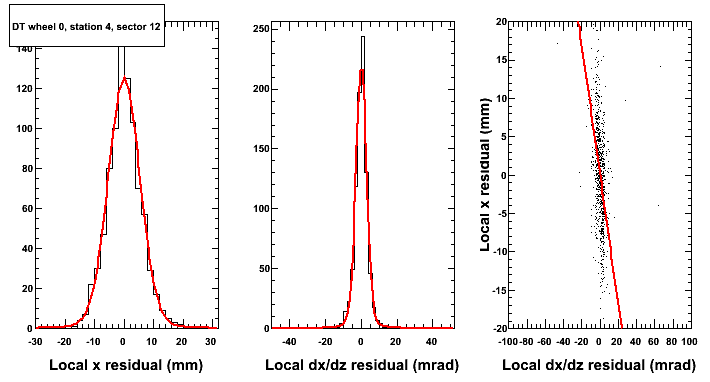 DT wheel 0, station 4, sector 12
140
120
100
80
60
40
20
0
-30 -20 -10 0 10 20 30
Local x residual (mm)
250
200
150
100
50
0
-40 -20 0 20 40
Local dx/dz residual (mrad)
Local x residual (mm)
20
15
10
5
0
-5
-10
-15
-20
-100 -80 -60 -40 -20 0 20 40 60 80 100
Local dx/dz residual (mrad)